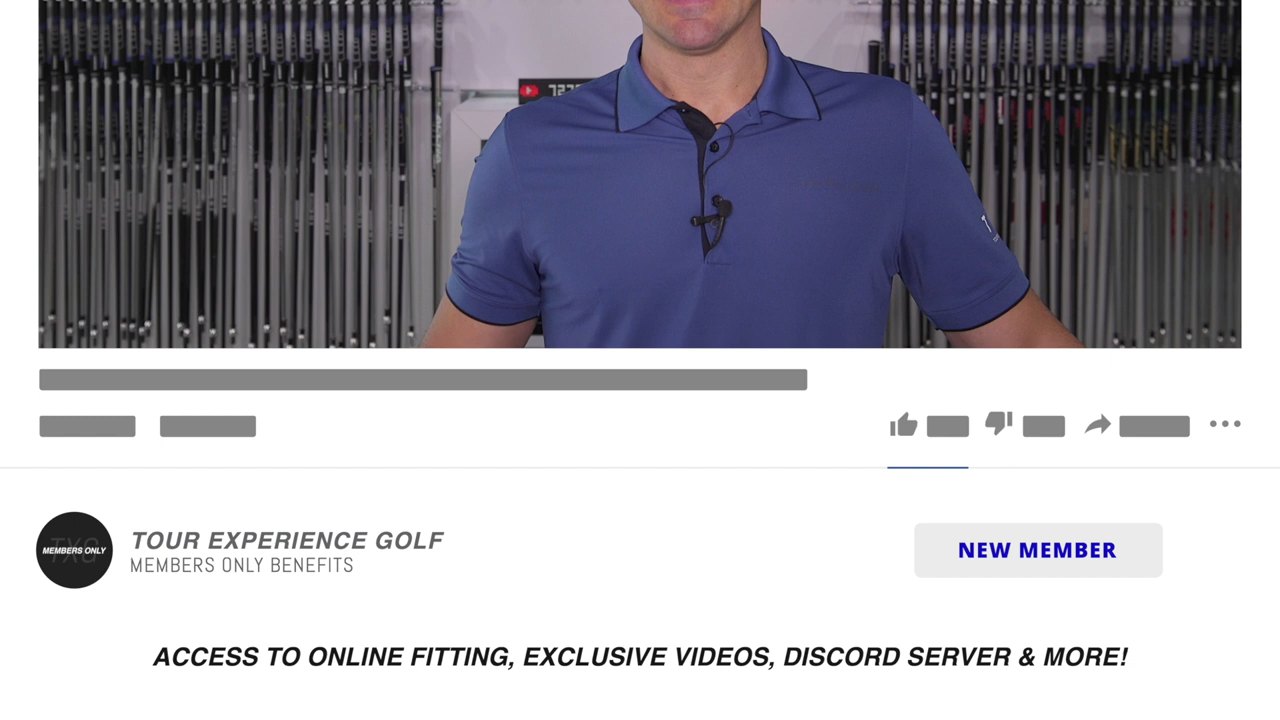 MEMBERS ONLY
TOUR EXPERIENCE GOLF
MEMBERS ONLY BENEFITS
NEW MEMBER
ACCESS TO ONLINE FITTING, EXCLUSIVE VIDEOS, DISCORD SERVER & MORE!